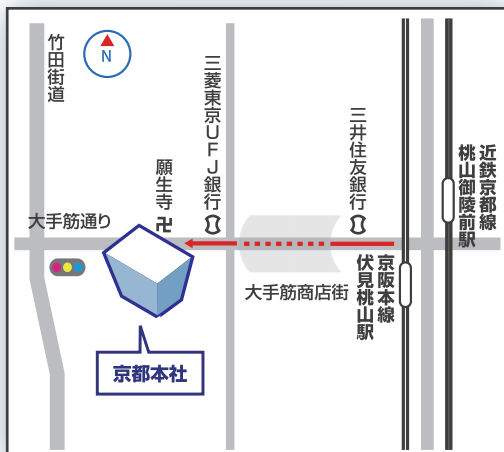 竹田街道
N
三菱東京UFJ銀行
三井住友銀行
近鉄京都線
桃山御陵前駅
願生寺
卍
大手筋通り
大手筋商店街
京阪本線
伏見桃山駅
京都本社